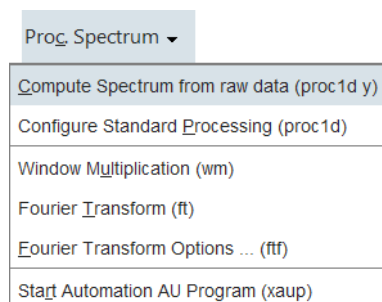 Proc. Spectrum
Compute Spectrum from raw data (proc1d y)
Configure Standard Processing (proc1d)
Window Multiplication (wm)
Fourier Transform (ft)
Fourier Transform Options ... (ftf)
Start Automation AU Program (xaup)